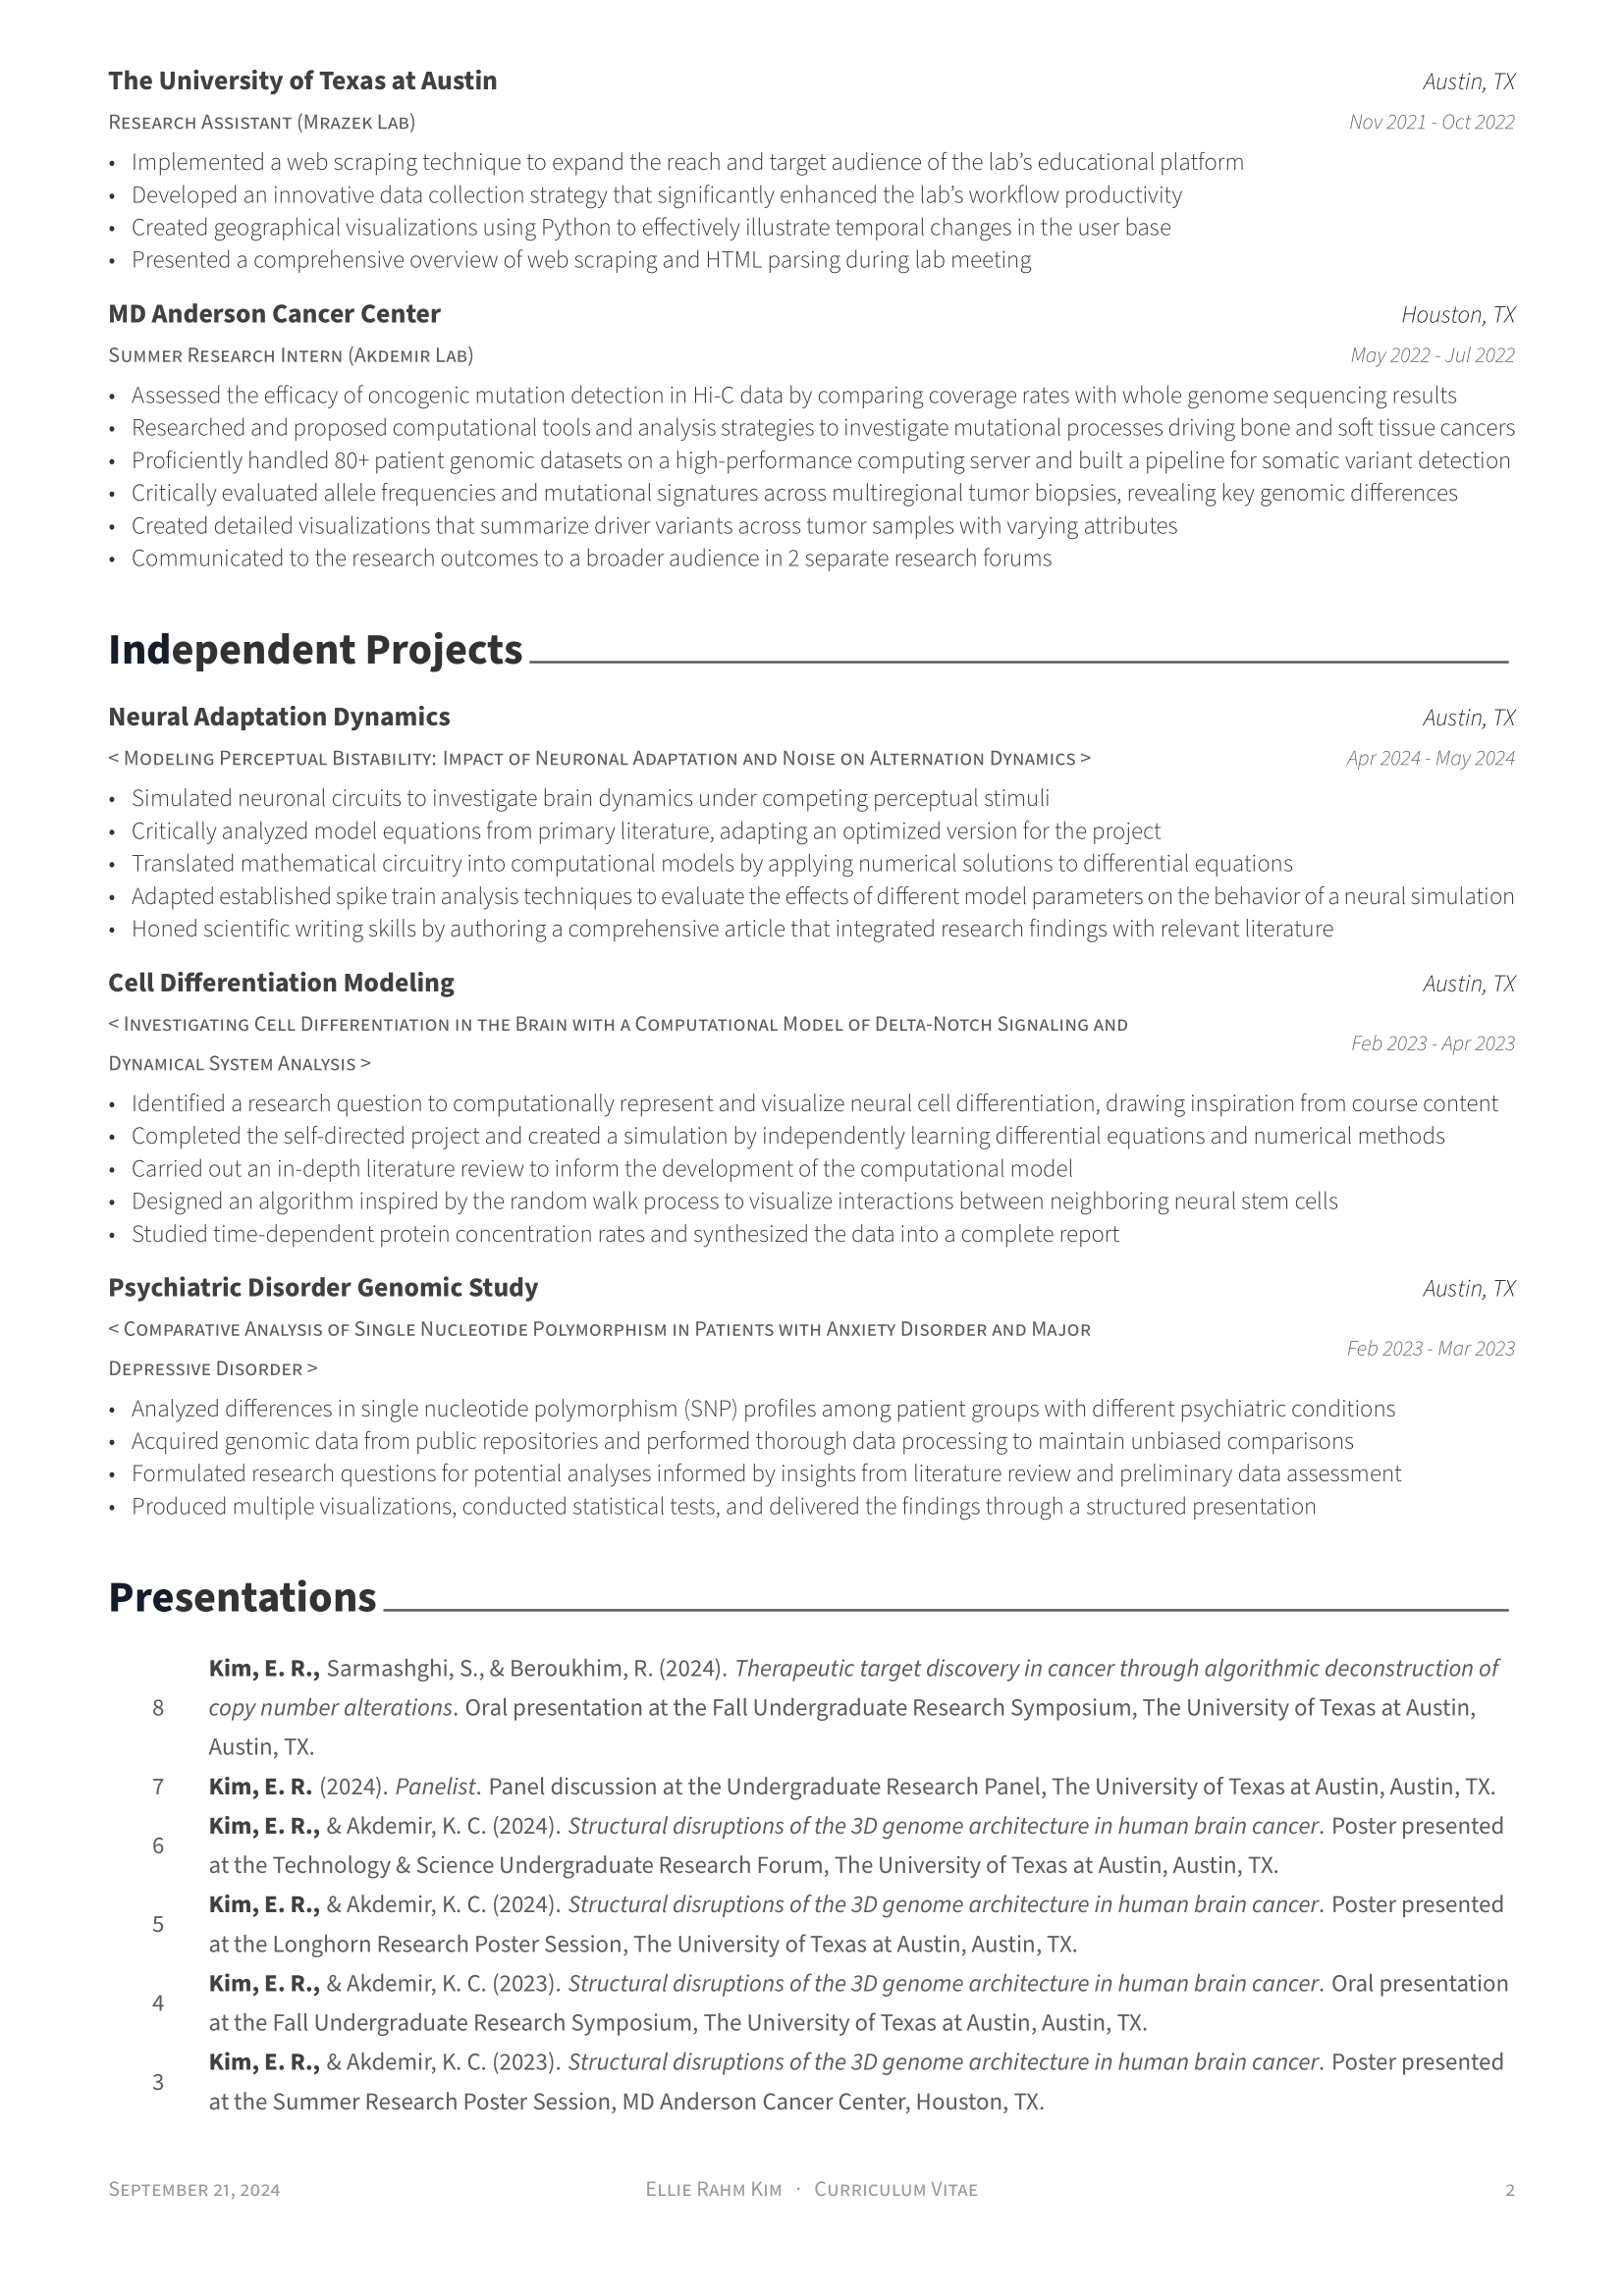 The University of Texas at Austin Austin, TX
Research Assistant (Mrazek Lab) Nov 2021 - Oct 2022
• Implemented a web scraping technique to expand the reach and target audience of the lab’s educational platform
• Developed an innovative data collection strategy that significantly enhanced the lab’s workflow productivity
• Created geographical visualizations using Python to effectively illustrate temporal changes in the user base
• Presented a comprehensive overview of web scraping and HTML parsing during lab meeting
MD Anderson Cancer Center Houston, TX
Summer Research Intern (Akdemir Lab) May 2022 - Jul 2022
• Assessed the efficacy of oncogenic mutation detection in Hi-C data by comparing coverage rates with whole genome sequencing results
• Researched and proposed computational tools and analysis strategies to investigate mutational processes driving bone and soft tissue cancers
• Proficiently handled 80+ patient genomic datasets on a high-performance computing server and built a pipeline for somatic variant detection
• Critically evaluated allele frequencies and mutational signatures across multiregional tumor biopsies, revealing key genomic differences
• Created detailed visualizations that summarize driver variants across tumor samples with varying attributes
• Communicated to the research outcomes to a broader audience in 2 separate research forums
Independent Projects
Neural Adaptation Dynamics Austin, TX
< Modeling Perceptual Bistability: Impact of Neuronal Adaptation and Noise on Alternation Dynamics > Apr 2024 - May 2024
• Simulated neuronal circuits to investigate brain dynamics under competing perceptual stimuli
• Critically analyzed model equations from primary literature, adapting an optimized version for the project
• Translated mathematical circuitry into computational models by applying numerical solutions to differential equations
• Adapted established spike train analysis techniques to evaluate the effects of different model parameters on the behavior of a neural simulation
• Honed scientific writing skills by authoring a comprehensive article that integrated research findings with relevant literature
Cell Differentiation Modeling Austin, TX
< Investigating Cell Differentiation in the Brain with a Computational Model of Delta-Notch Signaling and
Feb 2023 - Apr 2023
Dynamical System Analysis >
• Identified a research question to computationally represent and visualize neural cell differentiation, drawing inspiration from course content
• Completed the self-directed project and created a simulation by independently learning differential equations and numerical methods
• Carried out an in-depth literature review to inform the development of the computational model
• Designed an algorithm inspired by the random walk process to visualize interactions between neighboring neural stem cells
• Studied time-dependent protein concentration rates and synthesized the data into a complete report
Psychiatric Disorder Genomic Study Austin, TX
< Comparative Analysis of Single Nucleotide Polymorphism in Patients with Anxiety Disorder and Major
Feb 2023 - Mar 2023
Depressive Disorder >
• Analyzed differences in single nucleotide polymorphism (SNP) profiles among patient groups with different psychiatric conditions
• Acquired genomic data from public repositories and performed thorough data processing to maintain unbiased comparisons
• Formulated research questions for potential analyses informed by insights from literature review and preliminary data assessment
• Produced multiple visualizations, conducted statistical tests, and delivered the findings through a structured presentation
Presentations
Kim, E. R., Sarmashghi, S., & Beroukhim, R. (2024). Therapeutic target discovery in cancer through algorithmic deconstruction of
8 copy number alterations. Oral presentation at the Fall Undergraduate Research Symposium, The University of Texas at Austin,
Austin, TX.
7 Kim, E. R. (2024). Panelist. Panel discussion at the Undergraduate Research Panel, The University of Texas at Austin, Austin, TX.
6 Kim, E. R., & Akdemir, K. C. (2024). Structural disruptions of the 3D genome architecture in human brain cancer. Poster presented
at the Technology & Science Undergraduate Research Forum, The University of Texas at Austin, Austin, TX.
5 Kim, E. R., & Akdemir, K. C. (2024). Structural disruptions of the 3D genome architecture in human brain cancer. Poster presented
at the Longhorn Research Poster Session, The University of Texas at Austin, Austin, TX.
4 Kim, E. R., & Akdemir, K. C. (2023). Structural disruptions of the 3D genome architecture in human brain cancer. Oral presentation
at the Fall Undergraduate Research Symposium, The University of Texas at Austin, Austin, TX.
3 Kim, E. R., & Akdemir, K. C. (2023). Structural disruptions of the 3D genome architecture in human brain cancer. Poster presented
at the Summer Research Poster Session, MD Anderson Cancer Center, Houston, TX.
September 21, 2024 Ellie Rahm Kim · Curriculum Vitae 2